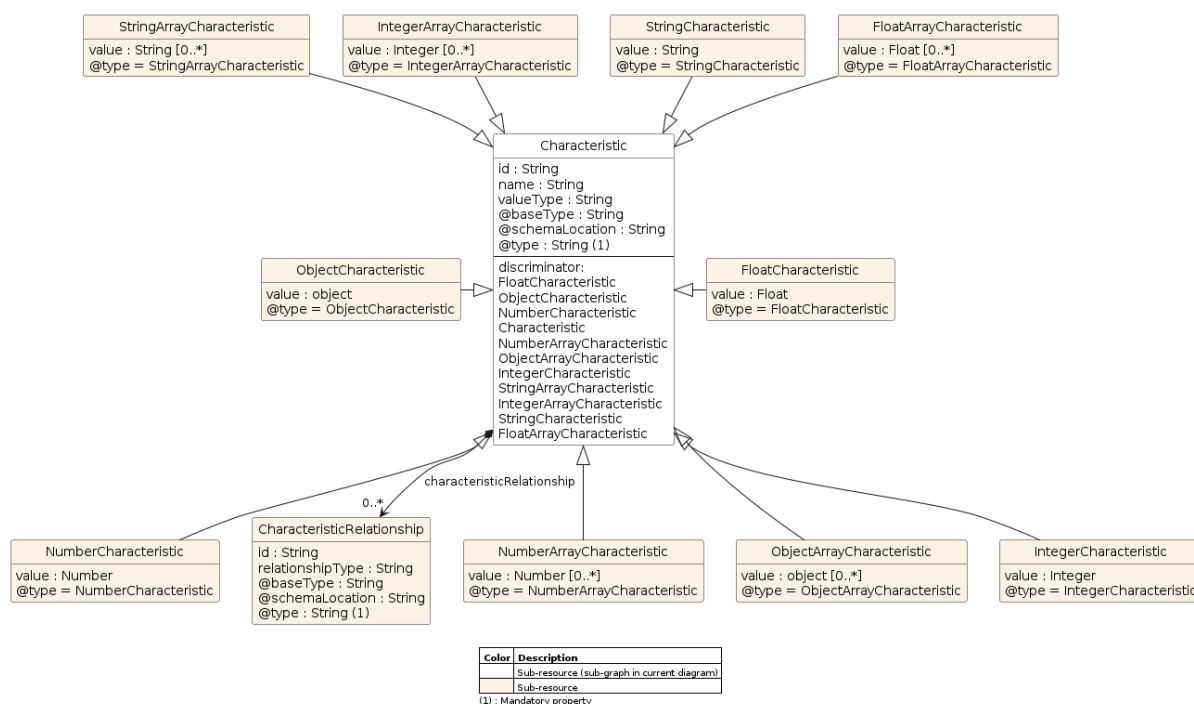 StringArrayCharacteristic
value : String [0..*]
@type = StringArrayCharacteristic
IntegerArrayCharacteristic
value : Integer [0..*]
@type = IntegerArrayCharacteristic
StringCharacteristic
value : String
@type = StringCharacteristic
FloatArrayCharacteristic
value : Float [0..*]
@type = FloatArrayCharacteristic
Characteristic
id : String
name : String
valueType : String
@baseType : String
@schemaLocation : String
@type : String (1)
discriminator:
FloatCharacteristic
ObjectCharacteristic
NumberCharacteristic
Characteristic
NumberArrayCharacteristic
ObjectArrayCharacteristic
IntegerCharacteristic
StringArrayCharacteristic
IntegerArrayCharacteristic
StringCharacteristic
FloatArrayCharacteristic
ObjectCharacteristic
value : object
@type = ObjectCharacteristic
FloatCharacteristic
value : Float
@type = FloatCharacteristic
characteristicRelationship
0..*
NumberCharacteristic
value : Number
@type = NumberCharacteristic
CharacteristicRelationship
id : String
relationshipType : String
@baseType : String
@schemaLocation : String
@type : String (1)
NumberArrayCharacteristic
value : Number [0..*]
@type = NumberArrayCharacteristic
ObjectArrayCharacteristic
value : object [0..*]
@type = ObjectArrayCharacteristic
IntegerCharacteristic
value : Integer
@type = IntegerCharacteristic
Color Description
Sub-resource (sub-graph in current diagram)
Sub-resource
(1) : Mandatory property